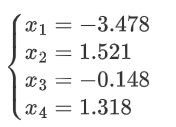 x₁ = −3.478
x₂ = 1.521
x₃ = −0.148
x₄ = 1.318